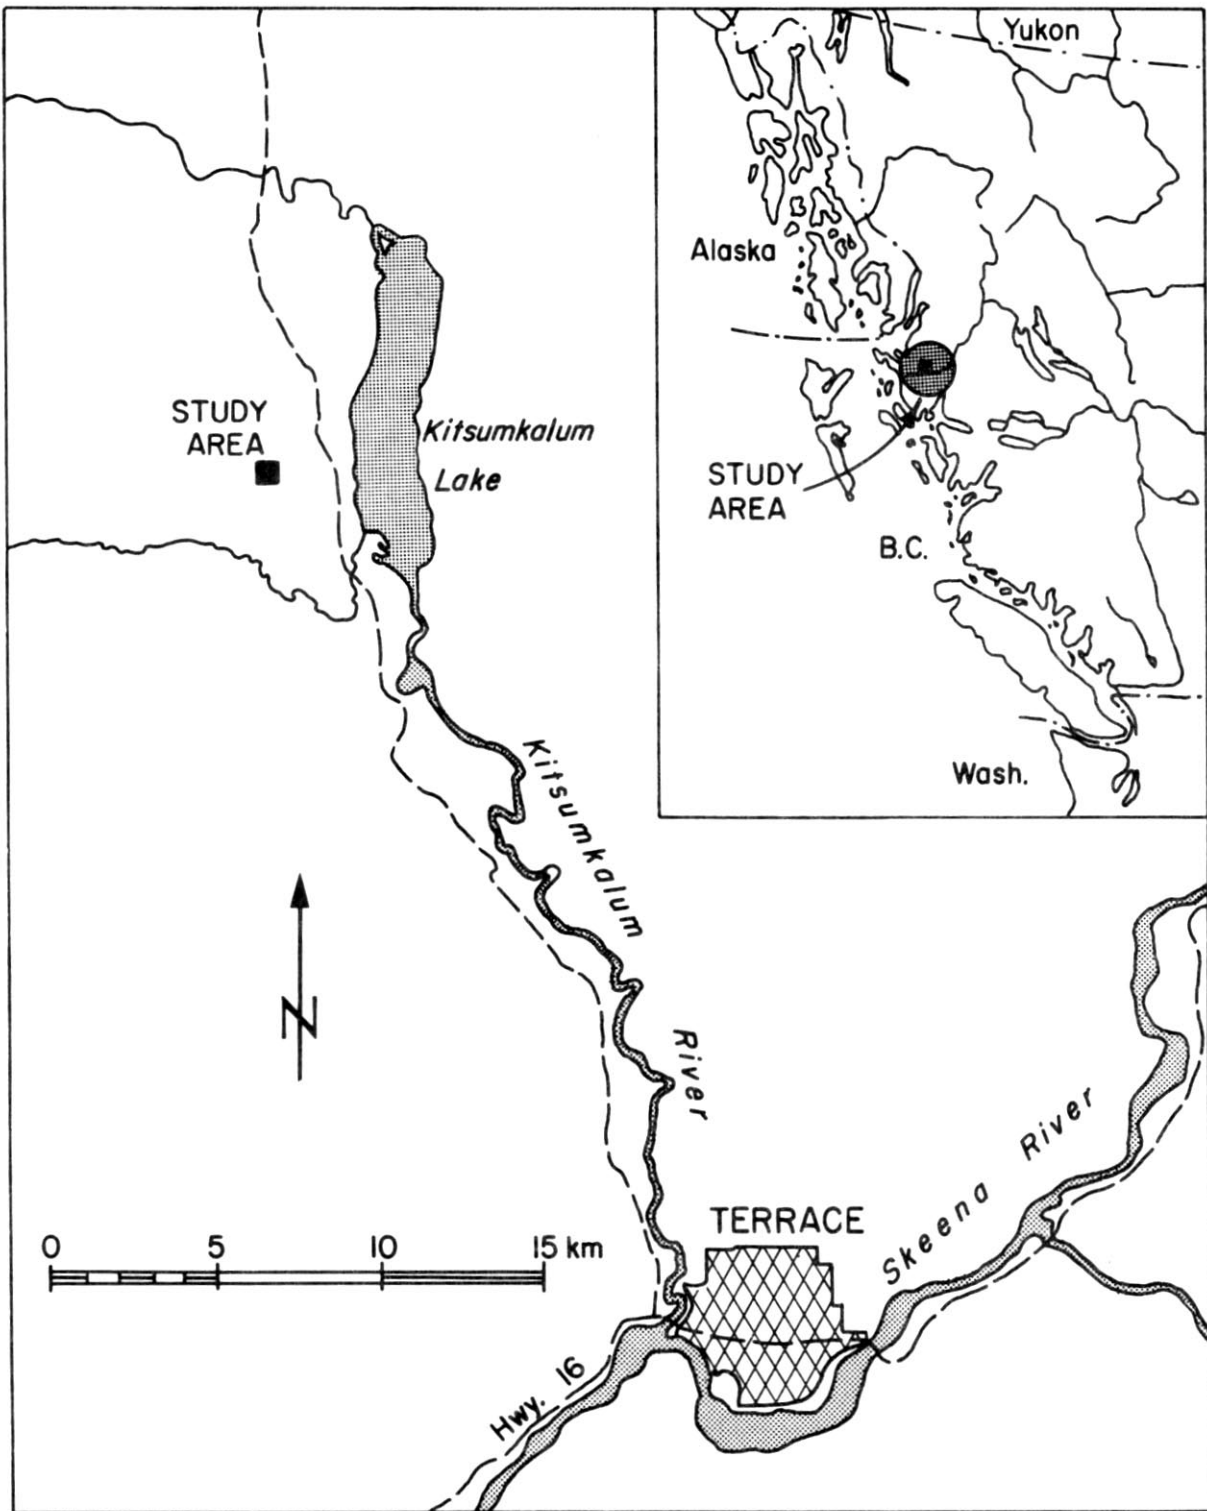 Yukon
Alaska
STUDY
AREA
B.C.
Wash.
STUDY
AREA
Kitsumkalum
Lake
Kitsumkalum
River
N
0 5 10 15 km
TERRACE
Skeena River
Hwy. 16